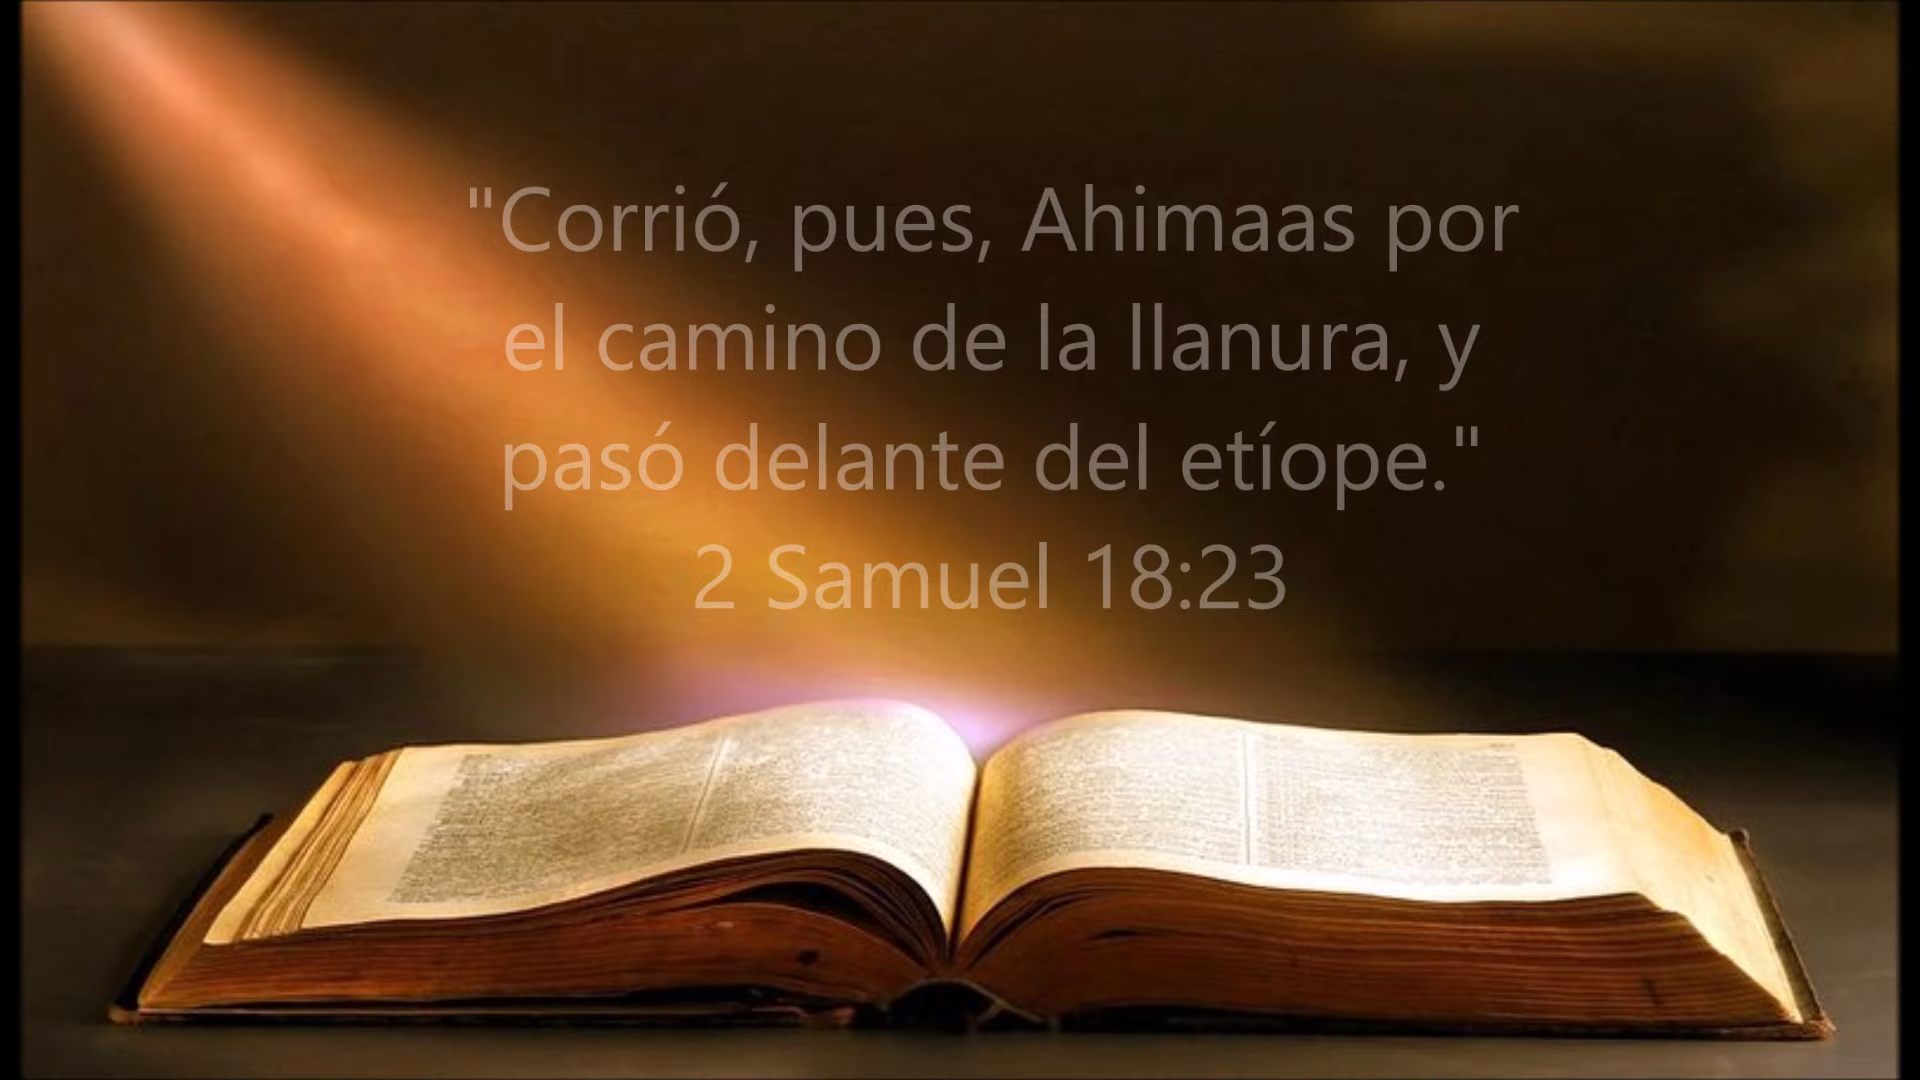 "Corrió, pues, Ahimaas por
el camino de la llanura, y
pasó delante del etíope."
2 Samuel 18:23